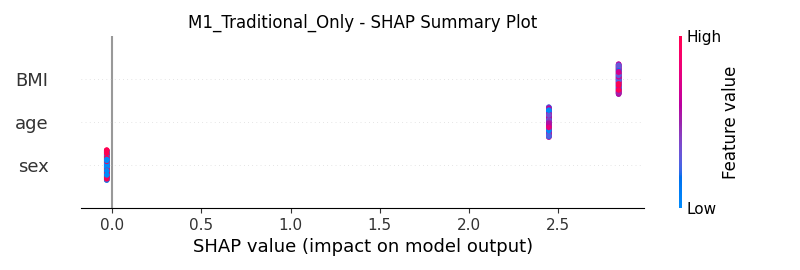 M1_Traditional_Only - SHAP Summary Plot
High
BMI
age
sex
Feature value
Low
0.0 0.5 1.0 1.5 2.0 2.5
SHAP value (impact on model output)